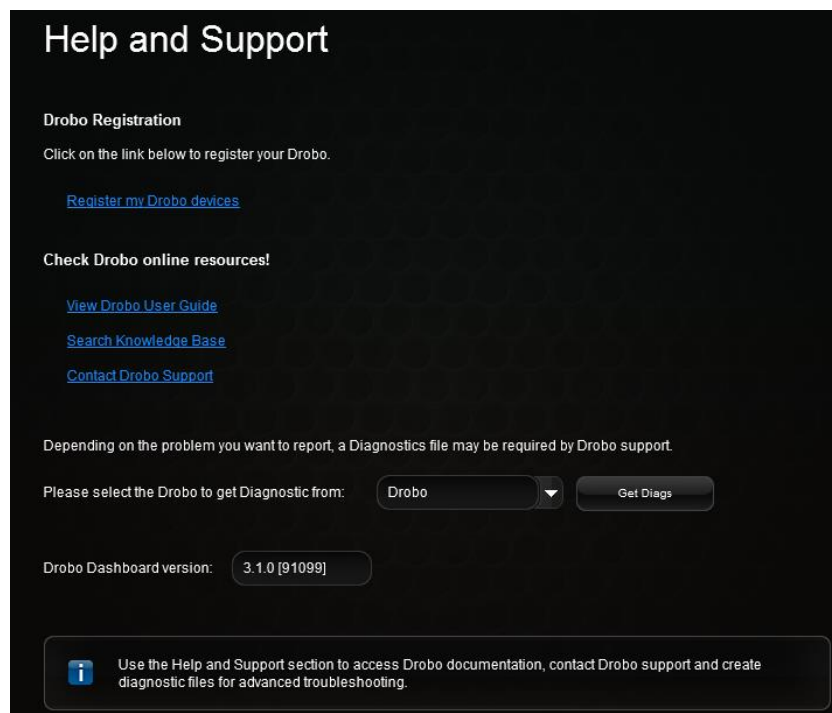 Help and Support
Drobo Registration
Click on the link below to register your Drobo.
Register my Drobo devices
Check Drobo online resources!
View Drobo User Guide
Search Knowledge Base
Contact Drobo Support
Depending on the problem you want to report, a Diagnostics file may be required by Drobo support.
Please select the Drobo to get Diagnostic from: Drobo Get Diags
Drobo Dashboard version: 3.1.0 [91099]
Use the Help and Support section to access Drobo documentation, contact Drobo support and create
diagnostic files for advanced troubleshooting.